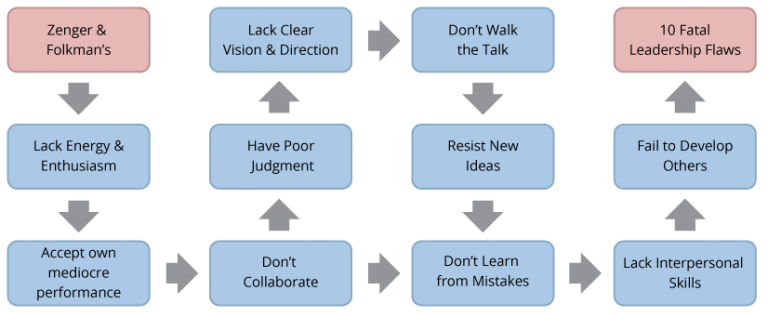 Zenger &
Folkman's
Lack Energy &
Enthusiasm
Accept own
mediocre
performance
Don't
Collaborate
Have Poor
Judgment
Lack Clear
Vision & Direction
Don't Walk
the Talk
Resist New
Ideas
Don't Learn
from Mistakes
Lack Interpersonal
Skills
Fail to Develop
Others
10 Fatal
Leadership Flaws